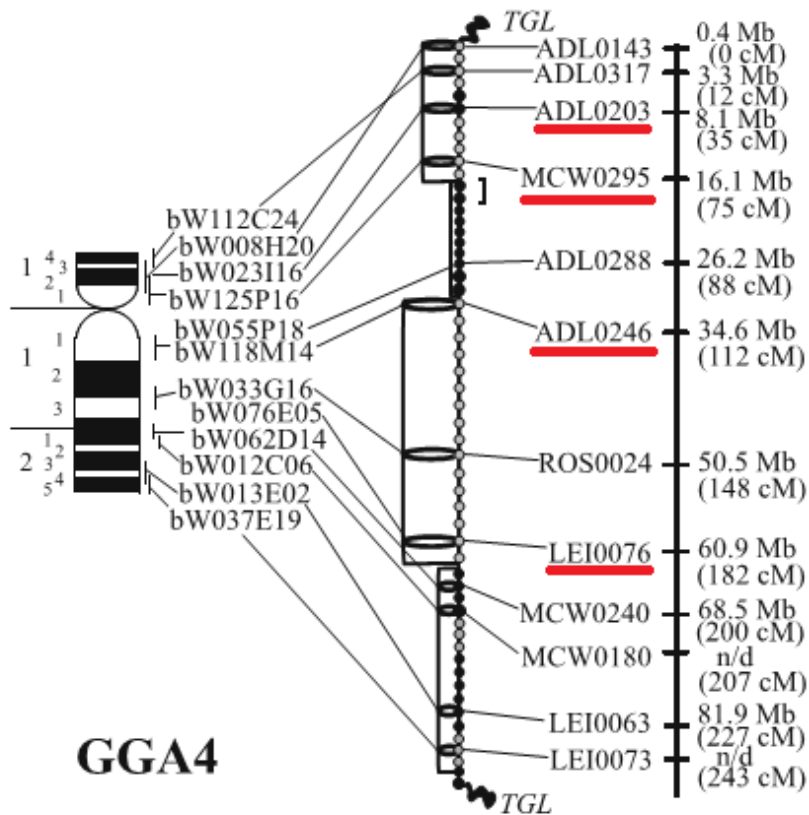 TGL
ADL0143
0.4 Mb
(0 cM)
ADL0317
3.3 Mb
(12 cM)
ADL0203
8.1 Mb
(35 cM)
MCW0295
16.1 Mb
(75 cM)
ADL0288
26.2 Mb
(88 cM)
ADL0246
34.6 Mb
(112 cM)
ROS0024
50.5 Mb
(148 cM)
LEI0076
60.9 Mb
(182 cM)
MCW0240
68.5 Mb
(200 cM)
MCW0180
n/d
(207 cM)
LEI0063
81.9 Mb
(227 cM)
LEI0073
n/d
(243 cM)
TGL
bW112C24
bW008H20
bW023I16
bW125P16
bW055P18
bW118M14
bW033G16
bW076E05
bW062D14
bW012C06
bW013E02
bW037E19
1
4
3
2
1
1
1
2
3
2
1
2
3
4
5
GGA4